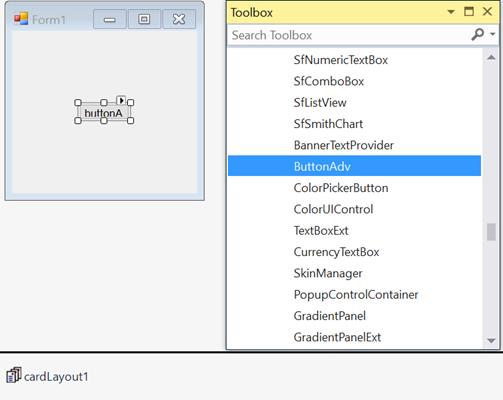 Form1
buttonA
Toolbox
Search Toolbox
SfNumericTextBox
SfComboBox
SfListView
SfSmithChart
BannerTextProvider
ButtonAdv
ColorPickerButton
ColorUIControl
TextBoxExt
CurrencyTextBox
SkinManager
PopupControlContainer
GradientPanel
GradientPanelExt
cardLayout1